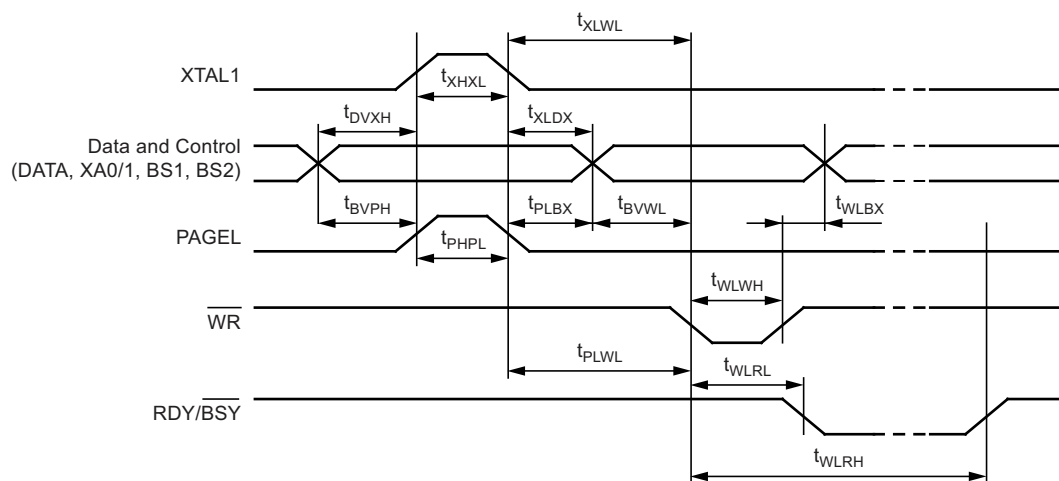 tXLWL
XTAL1
tXHXL
tDVXH
tXLDX
Data and Control
(DATA, XA0/1, BS1, BS2)
tBVPH
tPLBX
tBVWL
tWLBX
PAGEL
tPHPL
tWLWH
WR
tPLWL
tWLRL
RDY/BSY
tWLRH